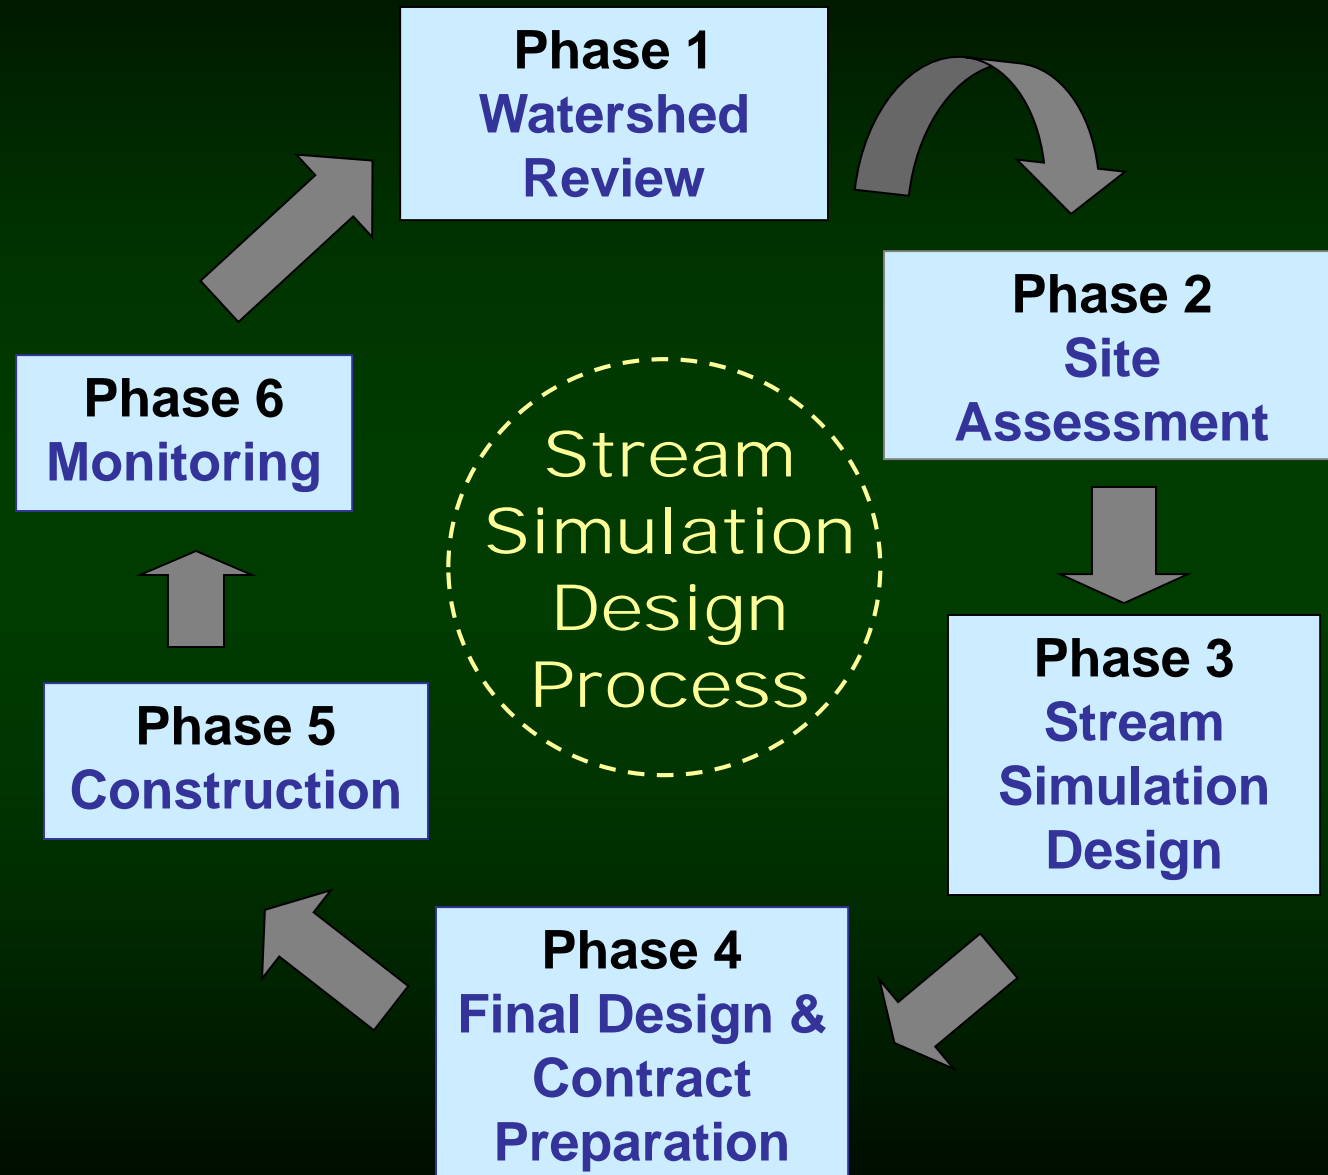 Phase 1
Watershed
Review
Phase 2
Site
Assessment
Phase 3
Stream
Simulation
Design
Phase 4
Final Design &
Contract
Preparation
Phase 5
Construction
Phase 6
Monitoring
Stream
Simulation
Design
Process